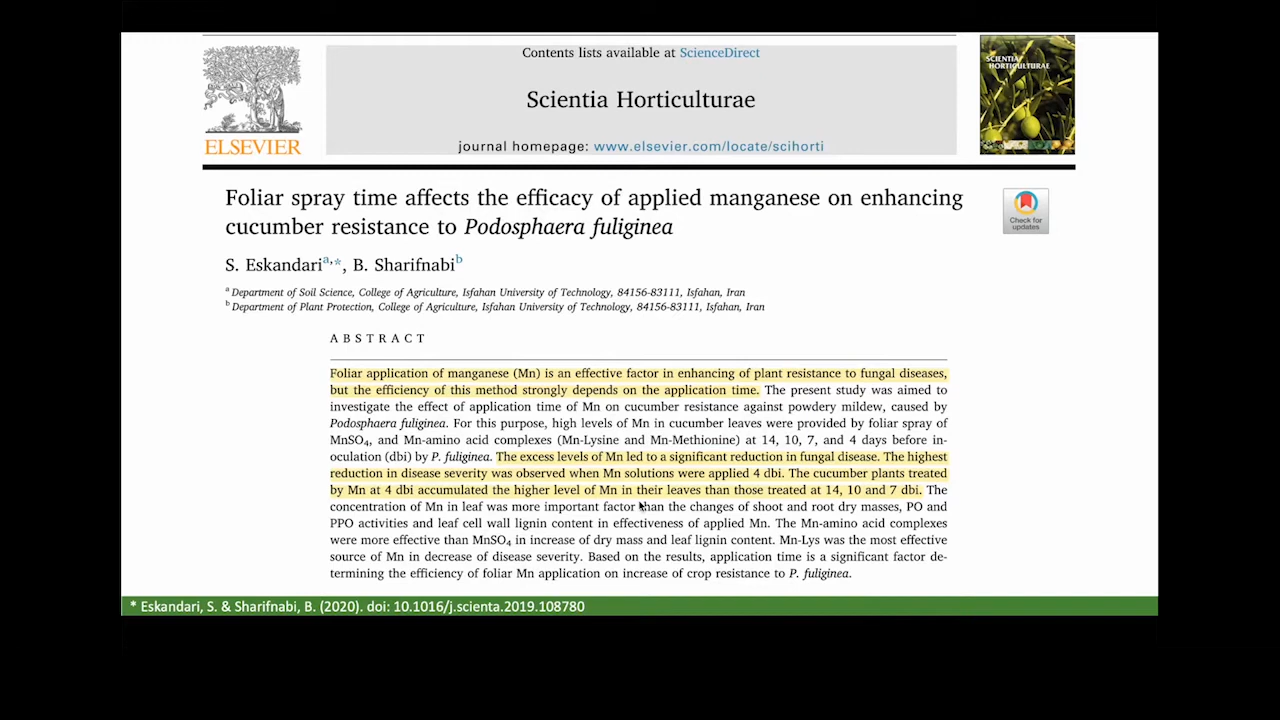 Contents lists available at ScienceDirect
SCIENTIA
HORTICULTURAE
Scientia Horticulturae
ELSEVIER
journal homepage: www.elsevier.com/locate/scihorti
Foliar spray time affects the efficacy of applied manganese on enhancing
cucumber resistance to Podosphaera fuliginea
Check for
updates
S. Eskandariᵃ,*, B. Sharifnabiᵇ
ᵃ Department of Soil Science, College of Agriculture, Isfahan University of Technology, 84156-83111, Isfahan, Iran
ᵇ Department of Plant Protection, College of Agriculture, Isfahan University of Technology, 84156-83111, Isfahan, Iran
ABSTRACT
Foliar application of manganese (Mn) is an effective factor in enhancing of plant resistance to fungal diseases,
but the efficiency of this method strongly depends on the application time. The present study was aimed to
investigate the effect of application time of Mn on cucumber resistance against powdery mildew, caused by
Podosphaera fuliginea. For this purpose, high levels of Mn in cucumber leaves were provided by foliar spray of
MnSO₄, and Mn-amino acid complexes (Mn-Lysine and Mn-Methionine) at 14, 10, 7, and 4 days before in-
oculation (dbi) by P. fuliginea. The excess levels of Mn led to a significant reduction in fungal disease. The highest
reduction in disease severity was observed when Mn solutions were applied 4 dbi. The cucumber plants treated
by Mn at 4 dbi accumulated the higher level of Mn in their leaves than those treated at 14, 10 and 7 dbi. The
concentration of Mn in leaf was more important factor than the changes of shoot and root dry masses, PO and
PPO activities and leaf cell wall lignin content in effectiveness of applied Mn. The Mn-amino acid complexes
were more effective than MnSO₄ in increase of dry mass and leaf lignin content. Mn-Lys was the most effective
source of Mn in decrease of disease severity. Based on the results, application time is a significant factor de-
termining the efficiency of foliar Mn application on increase of crop resistance to P. fuliginea.
* Eskandari, S. & Sharifnabi, B. (2020). doi: 10.1016/j.scienta.2019.108780